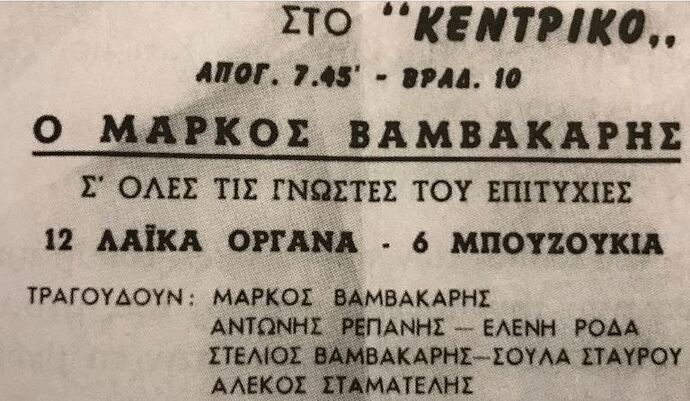 ΣΤΟ "ΚΕΝΤΡΙΚΟ,,
ΑΠΟΓ. 7.45' - ΒΡΑΔ. 10
Ο ΜΑΡΚΟΣ ΒΑΜΒΑΚΑΡΗΣ
Σ' ΟΛΕΣ ΤΙΣ ΓΝΩΣΤΕΣ ΤΟΥ ΕΠΙΤΥΧΙΕΣ
12 ΛΑΪΚΑ ΟΡΓΑΝΑ - 6 ΜΠΟΥΖΟΥΚΙΑ
ΤΡΑΓΟΥΔΟΥΝ: ΜΑΡΚΟΣ ΒΑΜΒΑΚΑΡΗΣ
ΑΝΤΩΝΗΣ ΡΕΠΑΝΗΣ — ΕΛΕΝΗ ΡΟΔΑ
ΣΤΕΛΙΟΣ ΒΑΜΒΑΚΑΡΗΣ—ΣΟΥΛΑ ΣΤΑΥΡΟΥ
ΑΛΕΚΟΣ ΣΤΑΜΑΤΕΛΗΣ